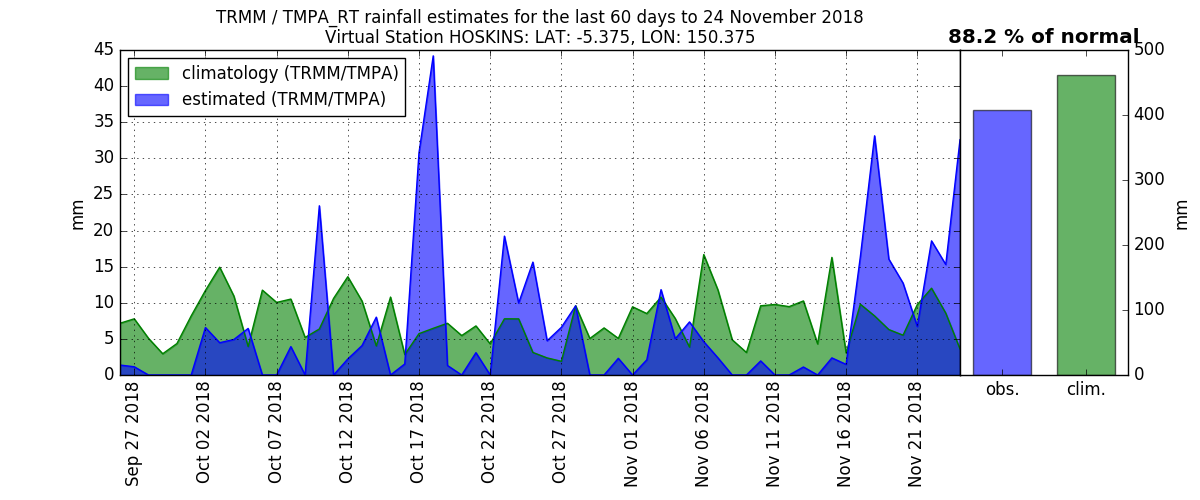 TRMM / TMPA_RT rainfall estimates for the last 60 days to 24 November 2018
Virtual Station HOSKINS: LAT: -5.375, LON: 150.375
88.2 % of normal
climatology (TRMM/TMPA)
estimated (TRMM/TMPA)
45
40
35
30
25
20
15
10
5
0
mm
Sep 27 2018
Oct 02 2018
Oct 07 2018
Oct 12 2018
Oct 17 2018
Oct 22 2018
Oct 27 2018
Nov 01 2018
Nov 06 2018
Nov 11 2018
Nov 16 2018
Nov 21 2018
500
400
300
200
100
0
mm
obs.
clim.